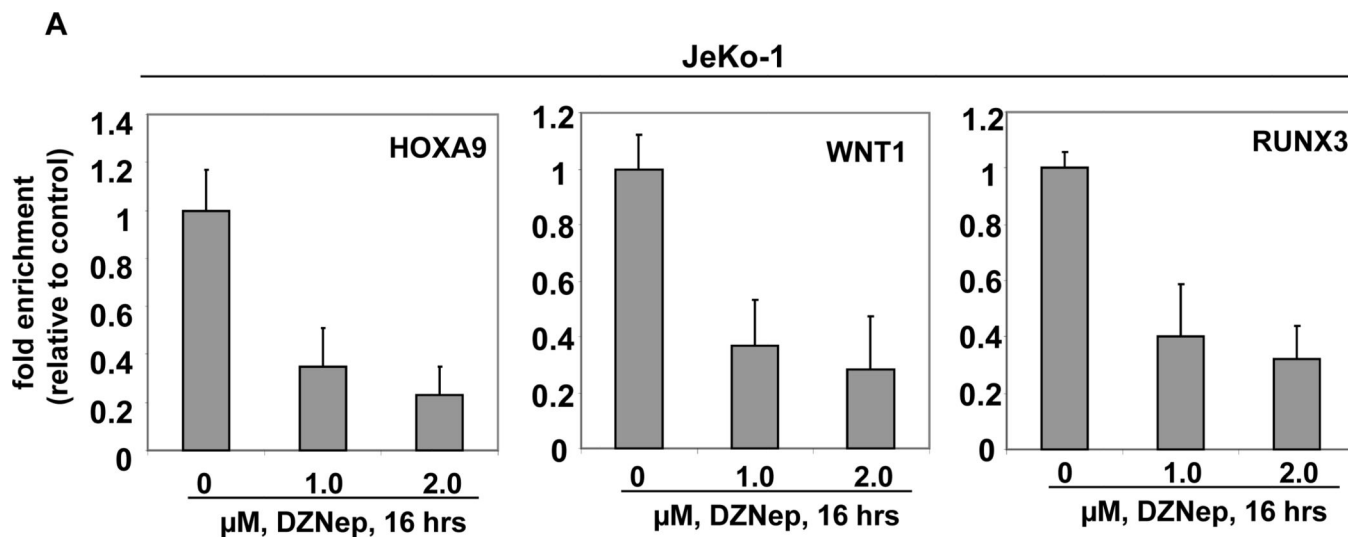 A
JeKo-1
fold enrichment
(relative to control)
1.4
1.2
1
0.8
0.6
0.4
0.2
0
HOXA9
0 1.0 2.0
µM, DZNep, 16 hrs
1.2
1
0.8
0.6
0.4
0.2
0
WNT1
0 1.0 2.0
µM, DZNep, 16 hrs
1.2
1
0.8
0.6
0.4
0.2
0
RUNX3
0 1.0 2.0
µM, DZNep, 16 hrs